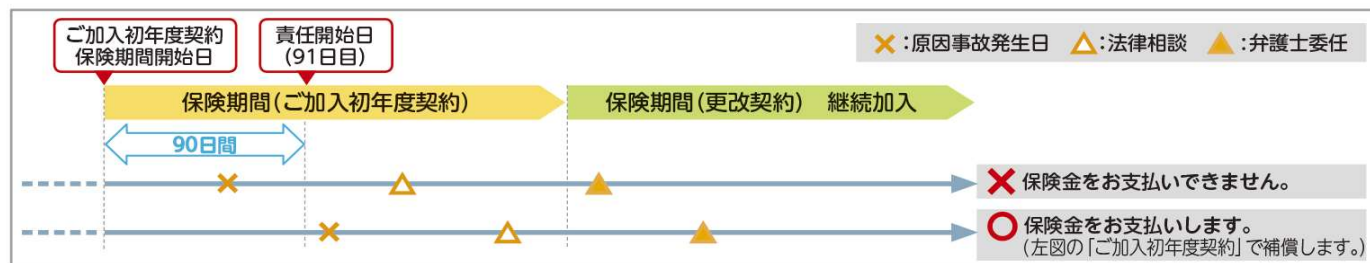 ご加入初年度契約
保険期間開始日
責任開始日
(91日目)
×:原因事故発生日 △:法律相談 ▲:弁護士委任
保険期間(ご加入初年度契約)
保険期間(更改契約) 継続加入
90日間
× 保険金をお支払いできません。
○ 保険金をお支払いします。
(左図の「ご加入初年度契約」で補償します。)